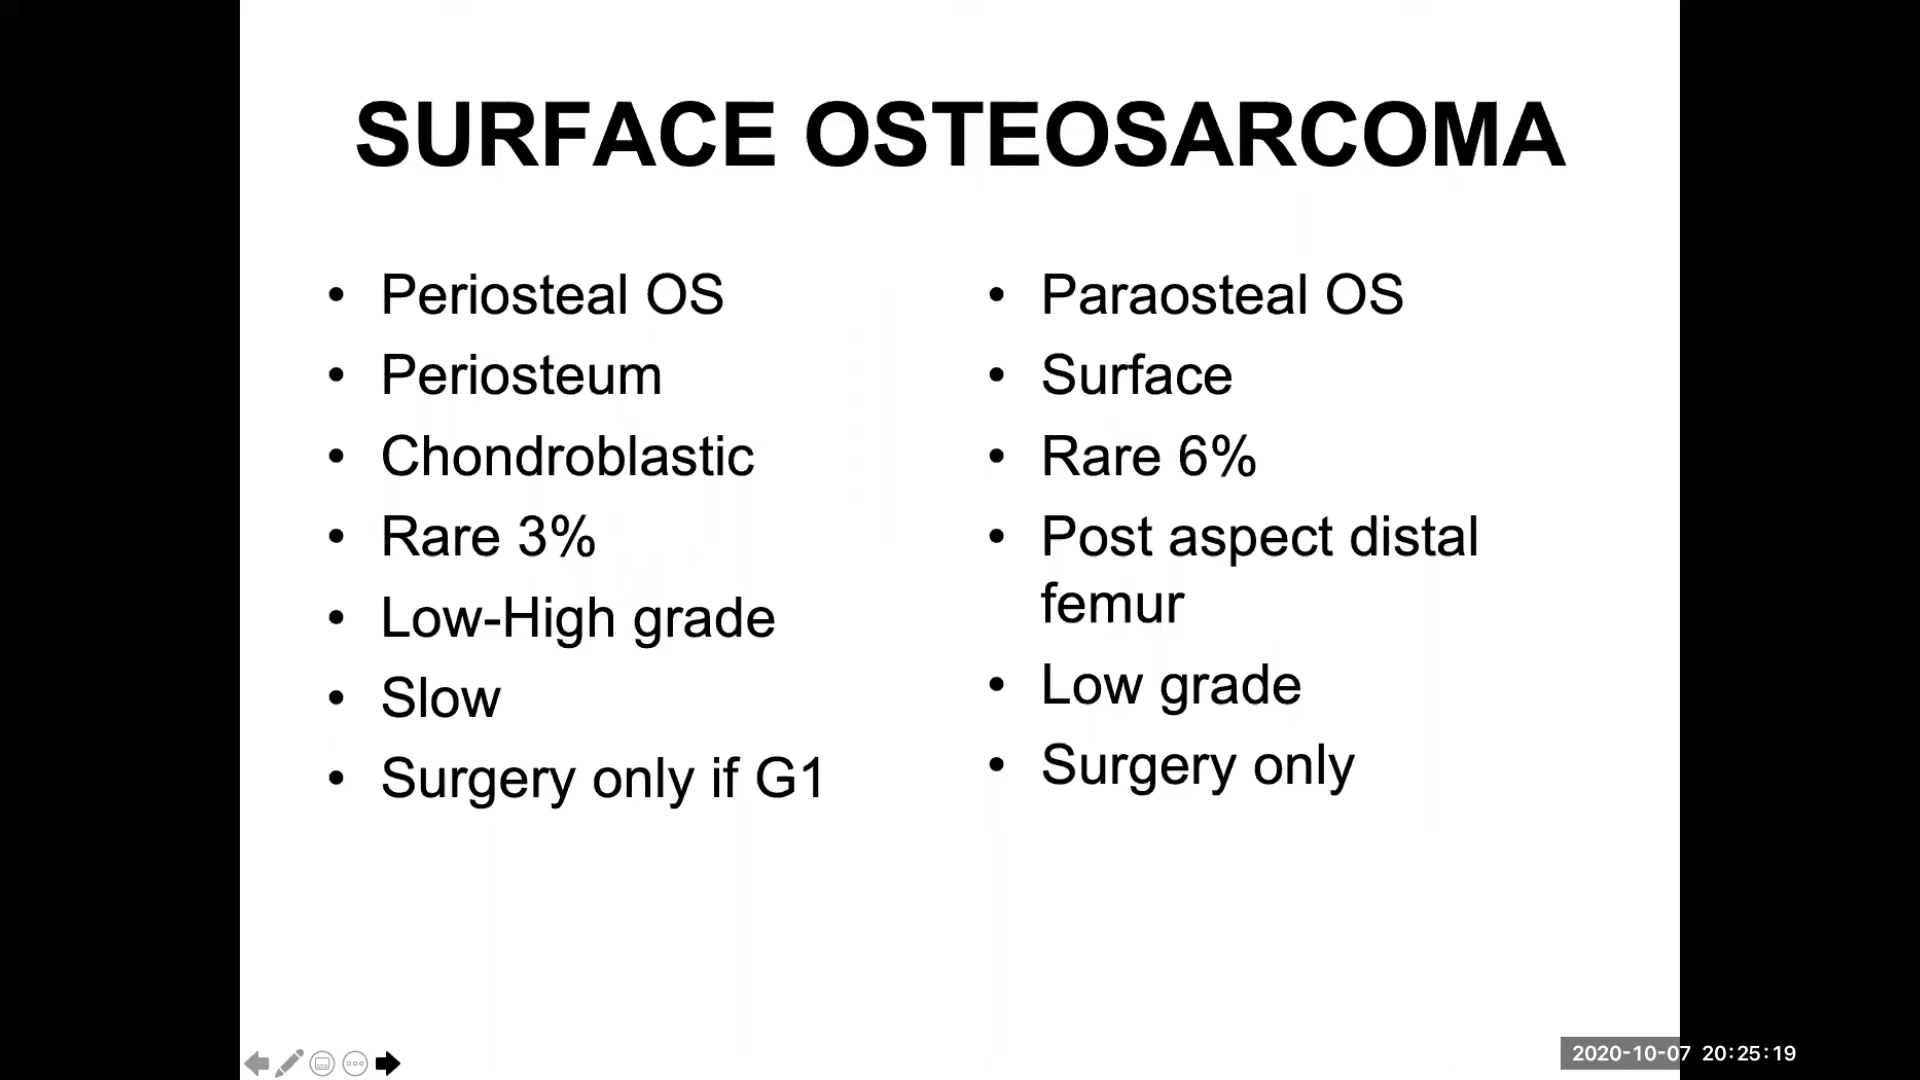 SURFACE OSTEOSARCOMA
• Periosteal OS
• Periosteum
• Chondroblastic
• Rare 3%
• Low-High grade
• Slow
• Surgery only if G1
• Paraosteal OS
• Surface
• Rare 6%
• Post aspect distal
femur
• Low grade
• Surgery only
2020-10-07 20:25:19